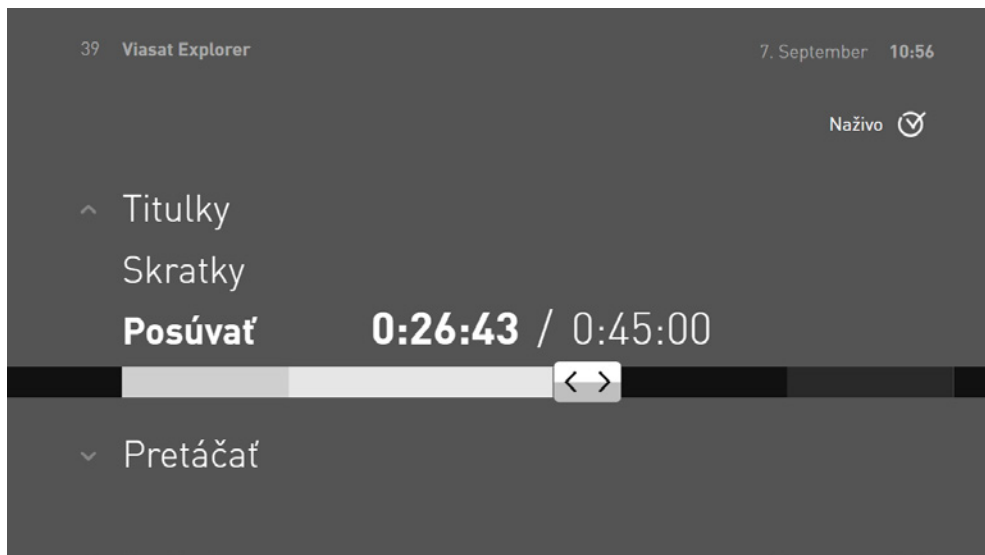 39 Viasat Explorer 7. September 10:56
Naživo
Titulky
Skratky
Posúvať 0:26:43 / 0:45:00
Pretáčať